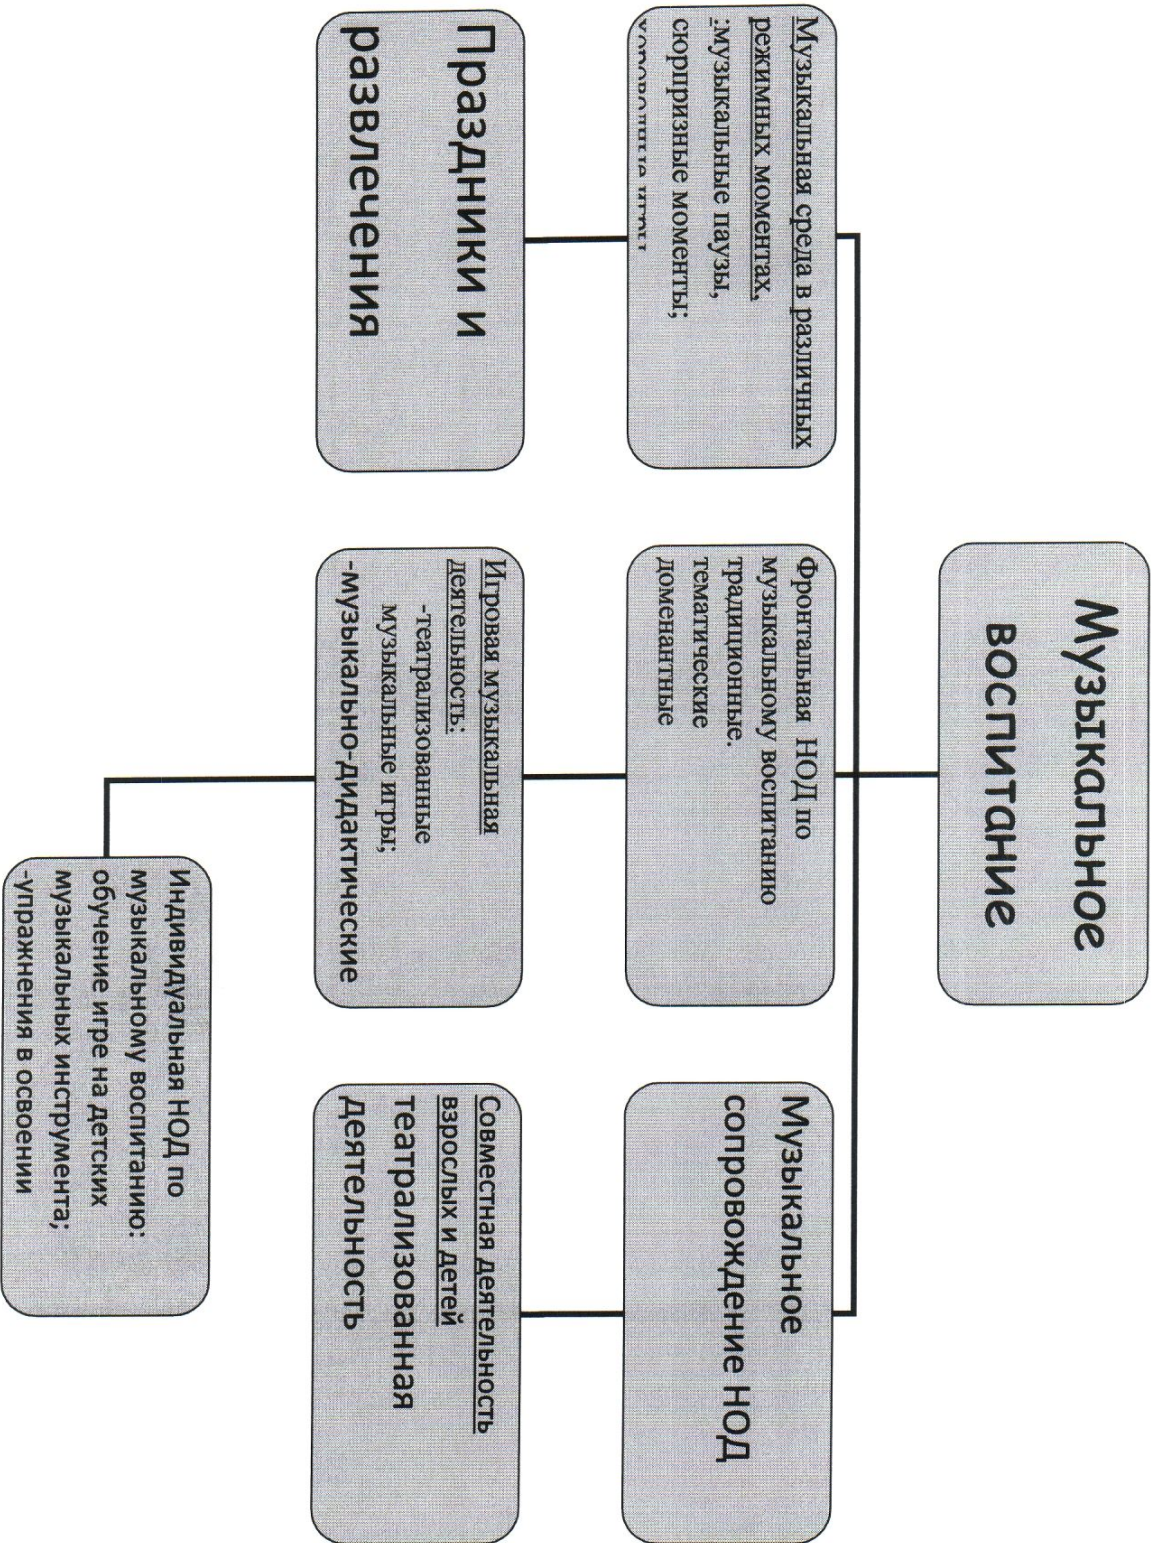 Музыкальное
воспитание
Музыкальная среда в различных
режимных моментах,
:музыкальные паузы,
сюрпризные моменты;
Фронтальная НОД по
музыкальному воспитанию
традиционные.
тематические
доменантные
Музыкальное
сопровождение НОД
Праздники и
развлечения
Игровая музыкальная
деятельность:
-театрализованные
музыкальные игры;
-музыкально-дидактические
Совместная деятельность
взрослых и детей
театрализованная
деятельность
Индивидуальная НОД по
музыкальному воспитанию:
обучение игре на детских
музыкальных инструмента;
-упражнения в освоении